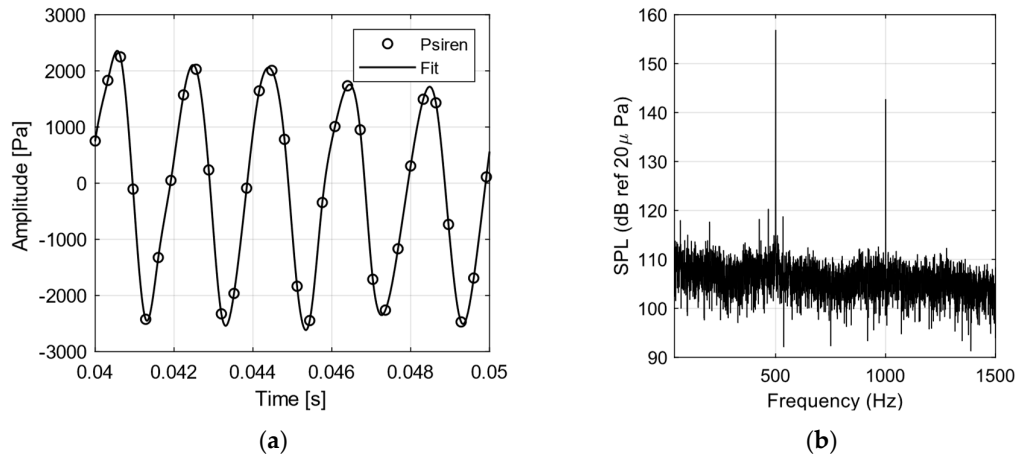 3000
2000
1000
0
-1000
-2000
-3000
Amplitude [Pa]
Psiren
Fit
0.04 0.042 0.044 0.046 0.048 0.05
Time [s]
(a)
160
150
140
130
120
110
100
90
SPL (dB ref 20μ Pa)
500 1000 1500
Frequency (Hz)
(b)